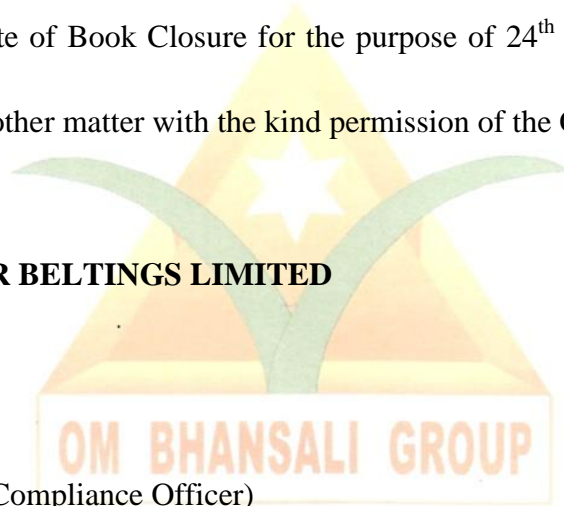 te of Book Closure for the purpose of 24th
other matter with the kind permission of the
R BELTINGS LIMITED
OM BHANSALI GROUP
Compliance Officer)